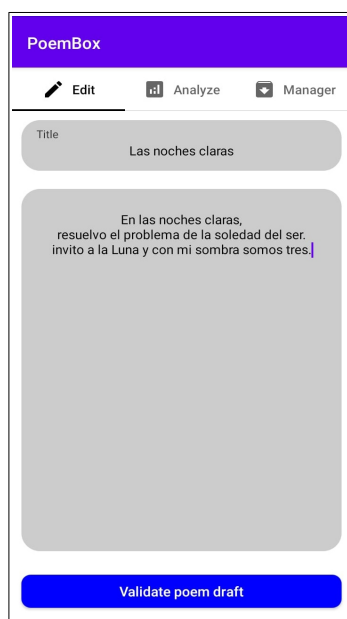 PoemBox
Edit Analyze Manager
Title
Las noches claras
En las noches claras,
resuelvo el problema de la soledad del ser.
invito a la Luna y con mi sombra somos tres.
Validate poem draft